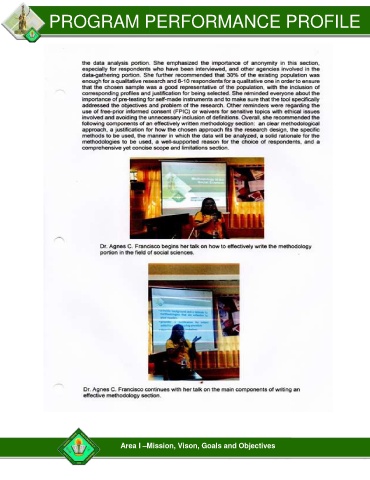 PROGRAM PERFORMANCE PROFILE
the data analysis portion. She emphasized the importance of anonymity in this section,
especially for respondents who have been interviewed, and other agencies involved in the
data-gathering portion. She further recommended that 30% of the existing population was
enough for a qualitative research and 8-10 respondents for a qualitative one in order to ensure
that the chosen sample was a good representative of the population, with the inclusion of
corresponding profiles and justification for being selected. She reminded everyone about the
importance of pre-testing for self-made instruments and to make sure that the tool specifically
addressed the objectives and problem of the research. Other reminders were regarding the
use of free-prior informed consent (FPIC) or waivers for sensitive topics with ethical issues
involved and avoiding the unnecessary inclusion of definitions. Overall, she recommended the
following components of an effectively written methodology section: an clear methodological
approach, a justification for how the chosen approach fits the research design, the specific
methods to be used, the manner in which the data will be analyzed, a solid rationale for the
methodologies to be used, a well-supported reason for the choice of respondents, and a
comprehensive yet concise scope and limitations section.
Dr. Agnes C. Francisco begins her talk on how to effectively write the methodology
portion in the field of social sciences.
Dr. Agnes C. Francisco continues with her talk on the main components of writing an
effective methodology section.
Area I –Mission, Vison, Goals and Objectives